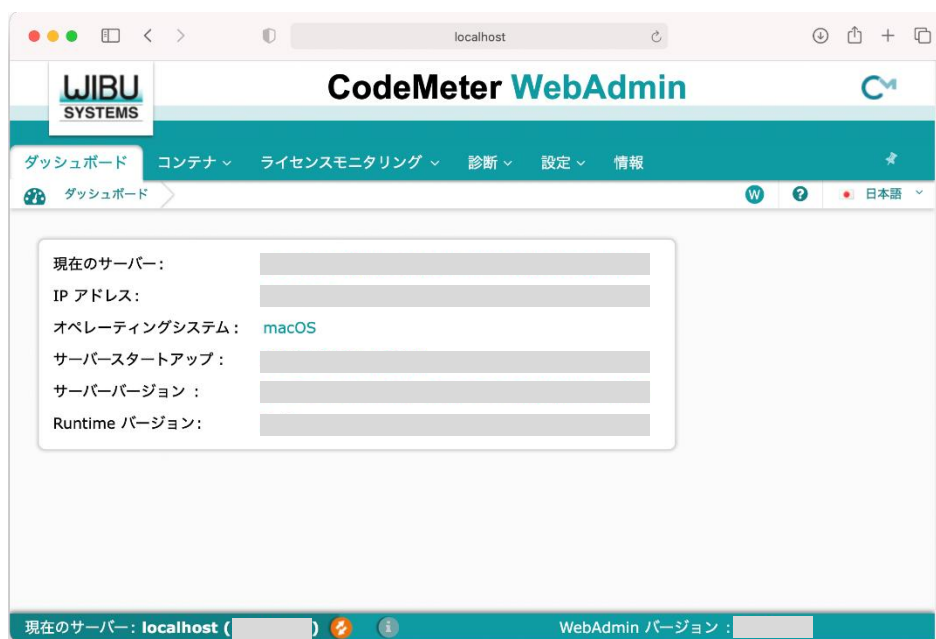 localhost
WIBU
SYSTEMS
CodeMeter WebAdmin
CM
ダッシュボード コンテナ ライセンスモニタリング 診断 設定 情報
ダッシュボード W ? 日本語
現在のサーバー:
IP アドレス:
オペレーティングシステム: macOS
サーバースタートアップ:
サーバーバージョン :
Runtime バージョン:
現在のサーバー: localhost ( ) i WebAdmin バージョン :